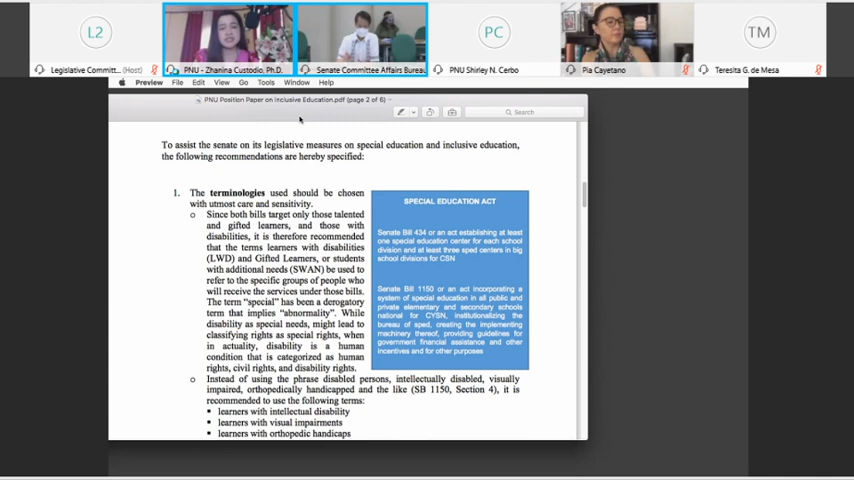 L2
PC
TM
Legislative Committ... (Host)
PNU - Zhanina Custodio, Ph.D.
Senate Committee Affairs Bureau
PNU Shirley N. Cerbo
Pia Cayetano
Teresita G. de Mesa
Preview File Edit View Go Tools Window Help
PNU Position Paper on Inclusive Education.pdf (page 2 of 6)
Search
To assist the senate on its legislative measures on special education and inclusive education,
the following recommendations are hereby specified:
1. The terminologies used should be chosen
with utmost care and sensitivity.
o Since both bills target only those talented
and gifted learners, and those with
disabilities, it is therefore recommended
that the terms learners with disabilities
(LWD) and Gifted Learners, or students
with additional needs (SWAN) be used to
refer to the specific groups of people who
will receive the services under those bills.
The term “special” has been a derogatory
term that implies “abnormality”. While
disability as special needs, might lead to
classifying rights as special rights, when
in actuality, disability is a human
condition that is categorized as human
rights, civil rights, and disability rights.
SPECIAL EDUCATION ACT
Senate Bill 434 or an act establishing at least
one special education center for each school
division and at least three sped centers in big
school divisions for CSN
Senate Bill 1150 or an act incorporating a
system of special education in all public and
private elementary and secondary schools
national for CYSN, institutionalizing the
bureau of sped, creating the implementing
machinery thereof, providing guidelines for
government financial assistance and other
incentives and for other purposes
o Instead of using the phrase disabled persons, intellectually disabled, visually
impaired, orthopedically handicapped and the like (SB 1150, Section 4), it is
recommended to use the following terms:
▪ learners with intellectual disability
▪ learners with visual impairments
▪ learners with orthopedic handicaps